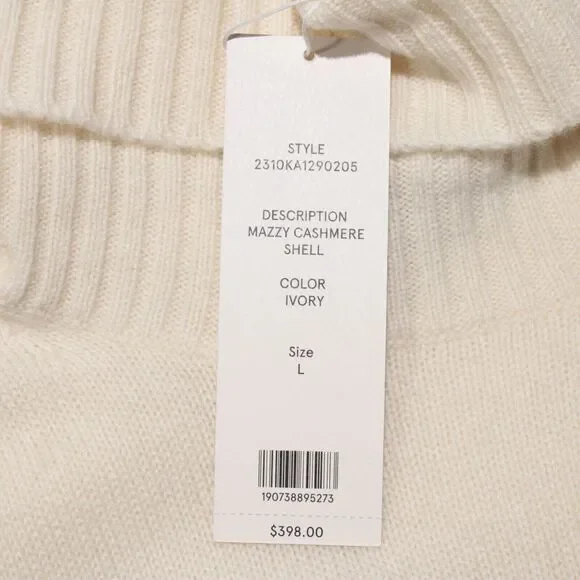 STYLE
2310KA1290205
DESCRIPTION
MAZZY CASHMERE
SHELL
COLOR
IVORY
Size
L
190738895273
$398.00